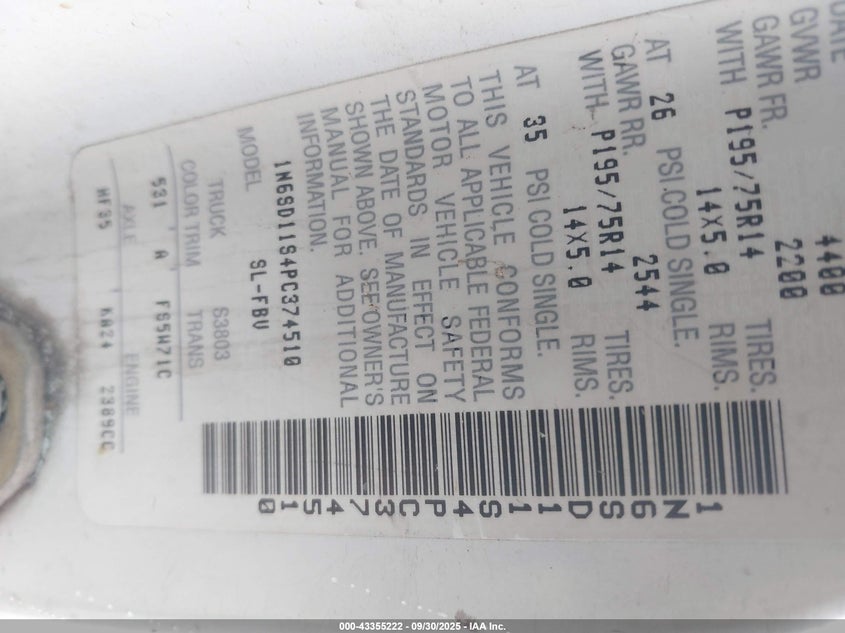 DATE
GVWR 4400
GAWR FR. 2200
WITH P195/75R14 TIRES.
14X5.0 RIMS.
AT 26 PSI.COLD SINGLE.
GAWR RR. 2544
WITH P195/75R14 TIRES.
14X5.0 RIMS.
AT 35 PSI COLD SINGLE.
THIS VEHICLE CONFORMS
TO ALL APPLICABLE FEDERAL
MOTOR VEHICLE SAFETY
STANDARDS IN EFFECT ON
THE DATE OF MANUFACTURE
SHOWN ABOVE. SEE OWNER'S
MANUAL FOR ADDITIONAL
INFORMATION.
1N6SD11S4PC374510
MODEL SL-FBV
TRUCK S3803
COLOR TRIM TRANS
531 A FS5W71C
AXLE ENGINE
HF35 KA24 2389CC
1N6SD11S4PC374510
000-43355222 - 09/30/2025 - IAA Inc.